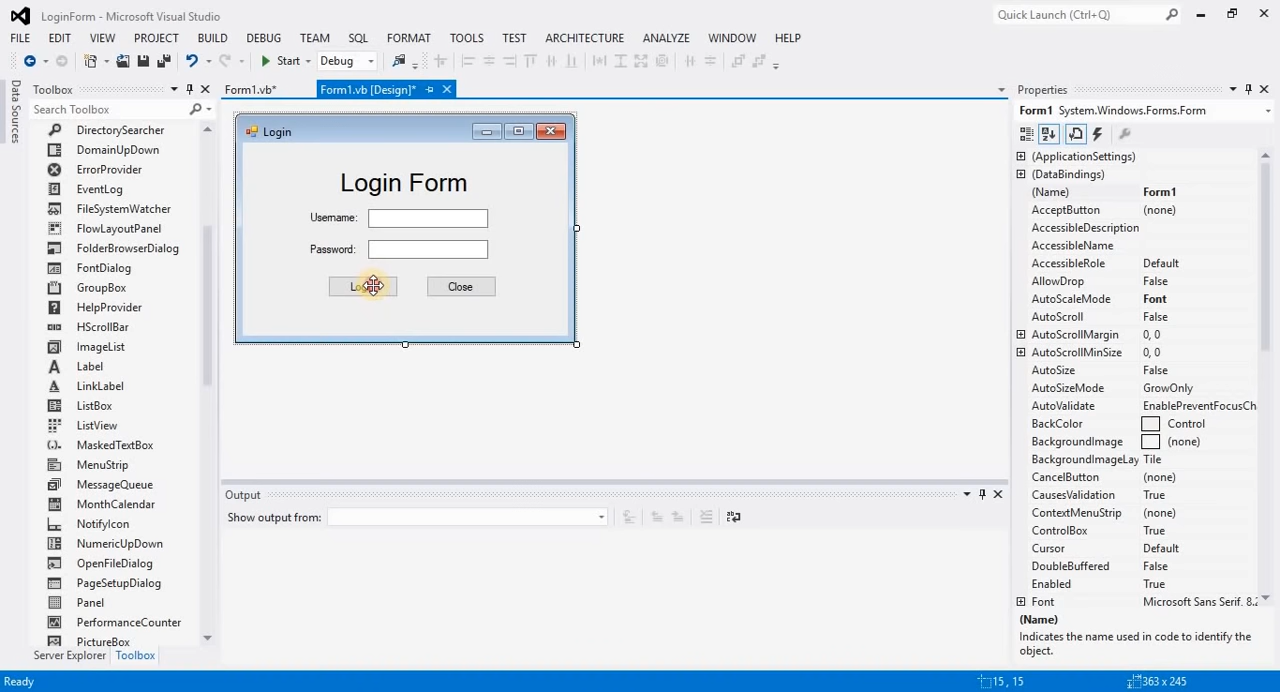 LoginForm - Microsoft Visual Studio
Quick Launch (Ctrl+Q)
FILE EDIT VIEW PROJECT BUILD DEBUG TEAM SQL FORMAT TOOLS TEST ARCHITECTURE ANALYZE WINDOW HELP
Start Debug
Data Sources
Toolbox
Search Toolbox
DirectorySearcher
DomainUpDown
ErrorProvider
EventLog
FileSystemWatcher
FlowLayoutPanel
FolderBrowserDialog
FontDialog
GroupBox
HelpProvider
HScrollBar
ImageList
Label
LinkLabel
ListBox
ListView
MaskedTextBox
MenuStrip
MessageQueue
MonthCalendar
NotifyIcon
NumericUpDown
OpenFileDialog
PageSetupDialog
Panel
PerformanceCounter
PictureBox
Server Explorer Toolbox
Form1.vb* Form1.vb [Design]*
Login
Login Form
Username:
Password:
Close
Output
Show output from:
Properties
Form1 System.Windows.Forms.Form
(ApplicationSettings)
(DataBindings)
(Name) Form1
AcceptButton (none)
AccessibleDescription
AccessibleName
AccessibleRole Default
AllowDrop False
AutoScaleMode Font
AutoScroll False
AutoScrollMargin 0, 0
AutoScrollMinSize 0, 0
AutoSize False
AutoSizeMode GrowOnly
AutoValidate EnablePreventFocusCh
BackColor Control
BackgroundImage (none)
BackgroundImageLay Tile
CancelButton (none)
CausesValidation True
ContextMenuStrip (none)
ControlBox True
Cursor Default
DoubleBuffered False
Enabled True
Font Microsoft Sans Serif, 8.2
(Name)
Indicates the name used in code to identify the
object.
Ready
15 , 15
363 x 245